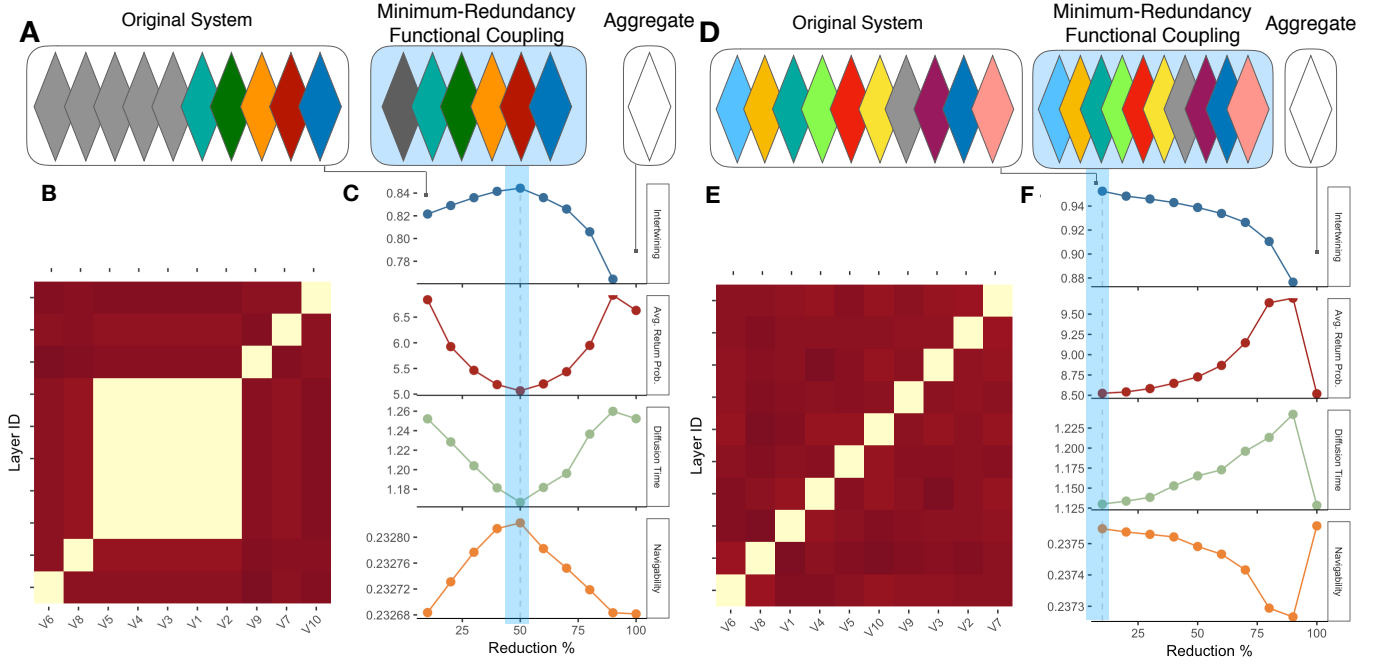 A
Original System
Minimum-Redundancy
Functional Coupling
Aggregate
D
Original System
Minimum-Redundancy
Functional Coupling
Aggregate
B
Layer ID
V6 V8 V5 V4 V3 V1 V2 V9 V7 V10
C
0.84
0.82
0.80
0.78
Intertwining
6.5
6.0
5.5
5.0
Avg. Return Prob.
1.26
1.24
1.22
1.20
1.18
Diffusion Time
0.23280
0.23276
0.23272
0.23268
Navigability
25 50 75 100
Reduction %
E
Layer ID
V6 V8 V1 V4 V5 V10 V9 V3 V2 V7
F
0.94
0.92
0.90
0.88
Intertwining
9.50
9.25
9.00
8.75
8.50
Avg. Return Prob.
1.225
1.200
1.175
1.150
1.125
Diffusion Time
0.2375
0.2374
0.2373
Navigability
25 50 75 100
Reduction %